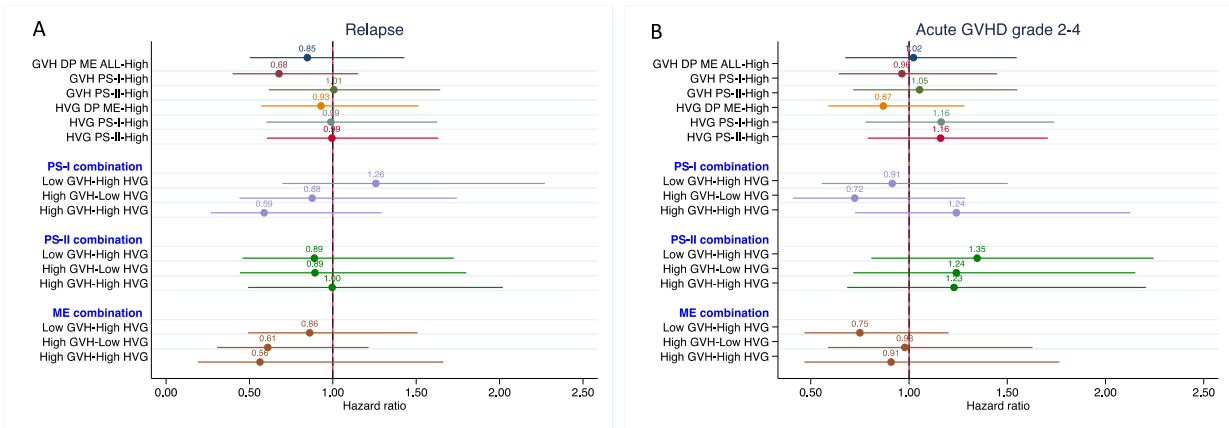 A
Relapse
GVH DP ME ALL-High
0.85
GVH PS-I-High
0.68
GVH PS-II-High
1.01
HVG DP ME-High
0.93
HVG PS-I-High
0.99
HVG PS-II-High
0.99
PS-I combination
Low GVH-High HVG
1.26
High GVH-Low HVG
0.88
High GVH-High HVG
0.59
PS-II combination
Low GVH-High HVG
0.89
High GVH-Low HVG
0.89
High GVH-High HVG
1.00
ME combination
Low GVH-High HVG
0.86
High GVH-Low HVG
0.61
High GVH-High HVG
0.56
0.00 0.50 1.00 1.50 2.00 2.50
Hazard ratio
B
Acute GVHD grade 2-4
GVH DP ME ALL-High
1.02
GVH PS-I-High
0.96
GVH PS-II-High
1.05
HVG DP ME-High
0.87
HVG PS-I-High
1.16
HVG PS-II-High
1.16
PS-I combination
Low GVH-High HVG
0.91
High GVH-Low HVG
0.72
High GVH-High HVG
1.24
PS-II combination
Low GVH-High HVG
1.35
High GVH-Low HVG
1.24
High GVH-High HVG
1.23
ME combination
Low GVH-High HVG
0.75
High GVH-Low HVG
0.98
High GVH-High HVG
0.91
0.50 1.00 1.50 2.00 2.50
Hazard ratio